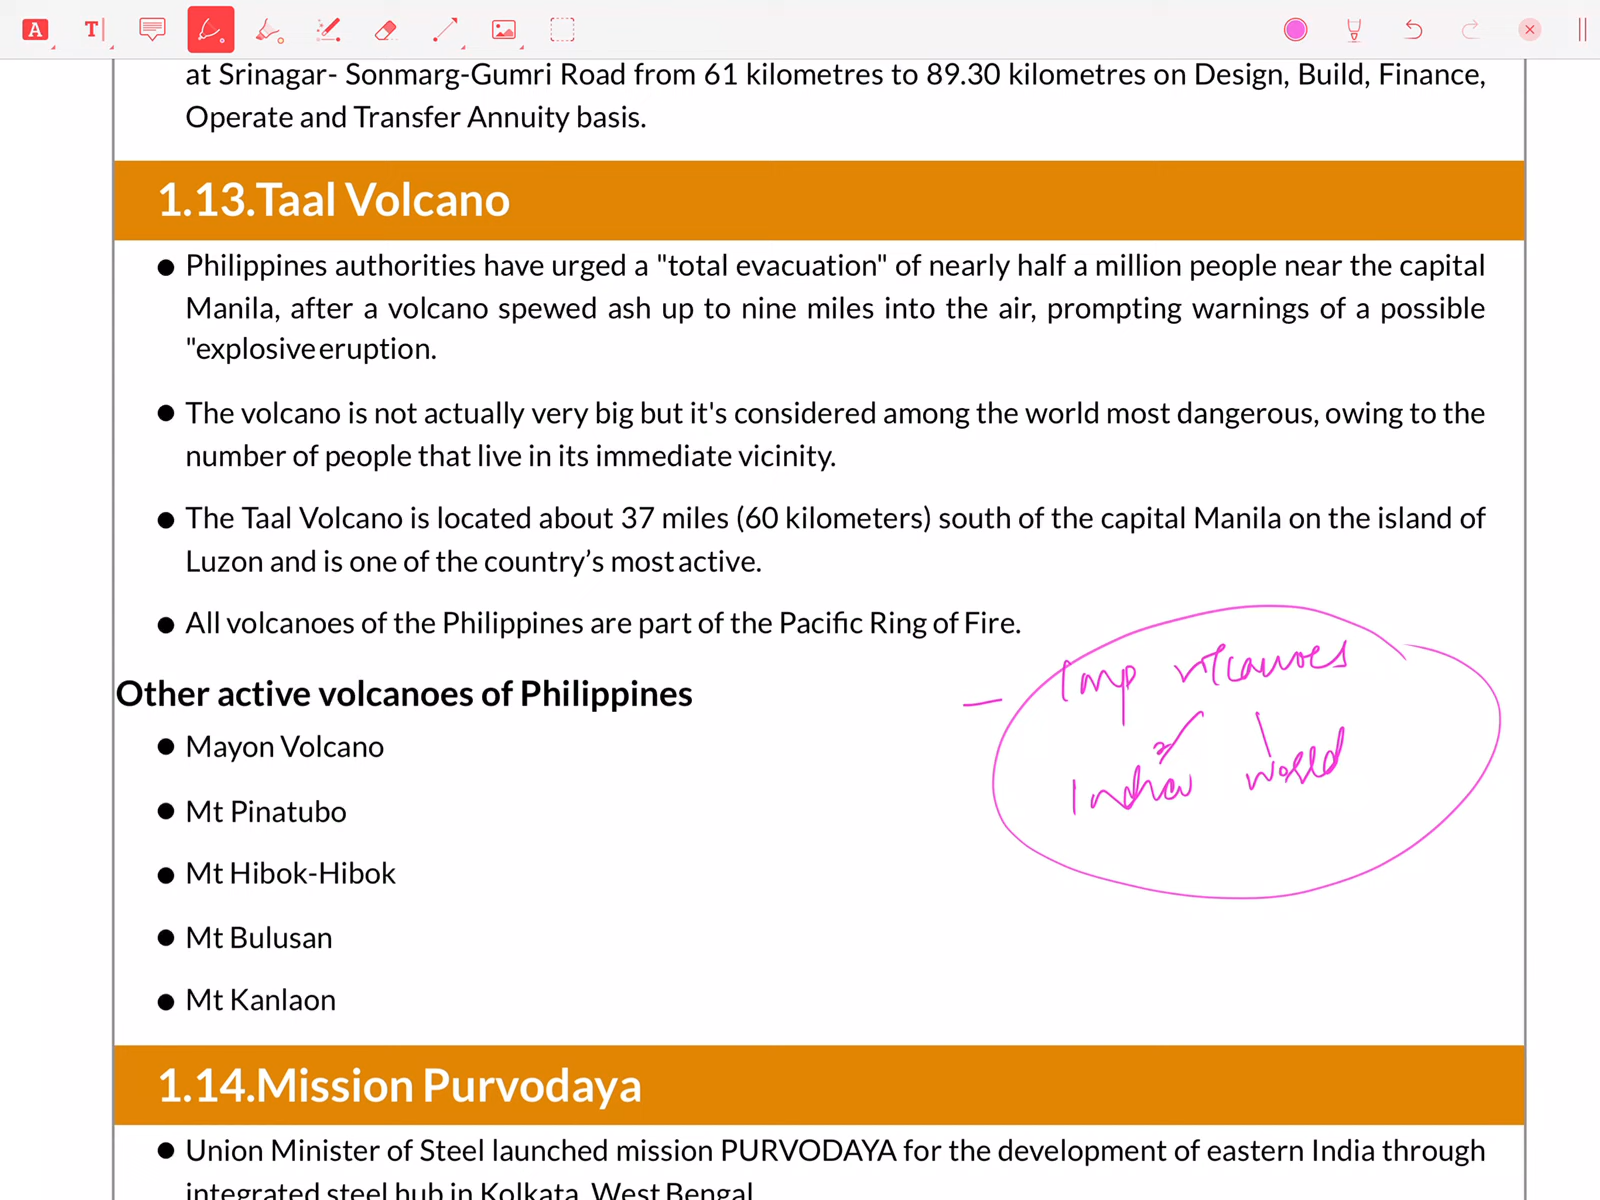 at Srinagar- Sonmarg-Gumri Road from 61 kilometres to 89.30 kilometres on Design, Build, Finance,
Operate and Transfer Annuity basis.
1.13.Taal Volcano
● Philippines authorities have urged a "total evacuation" of nearly half a million people near the capital
Manila, after a volcano spewed ash up to nine miles into the air, prompting warnings of a possible
"explosive eruption.
● The volcano is not actually very big but it's considered among the world most dangerous, owing to the
number of people that live in its immediate vicinity.
● The Taal Volcano is located about 37 miles (60 kilometers) south of the capital Manila on the island of
Luzon and is one of the country's most active.
● All volcanoes of the Philippines are part of the Pacific Ring of Fire.
– Imp volcanoes
India world
Other active volcanoes of Philippines
● Mayon Volcano
● Mt Pinatubo
● Mt Hibok-Hibok
● Mt Bulusan
● Mt Kanlaon
1.14.Mission Purvodaya
● Union Minister of Steel launched mission PURVODAYA for the development of eastern India through
integrated steel hub in Kolkata, West Bengal